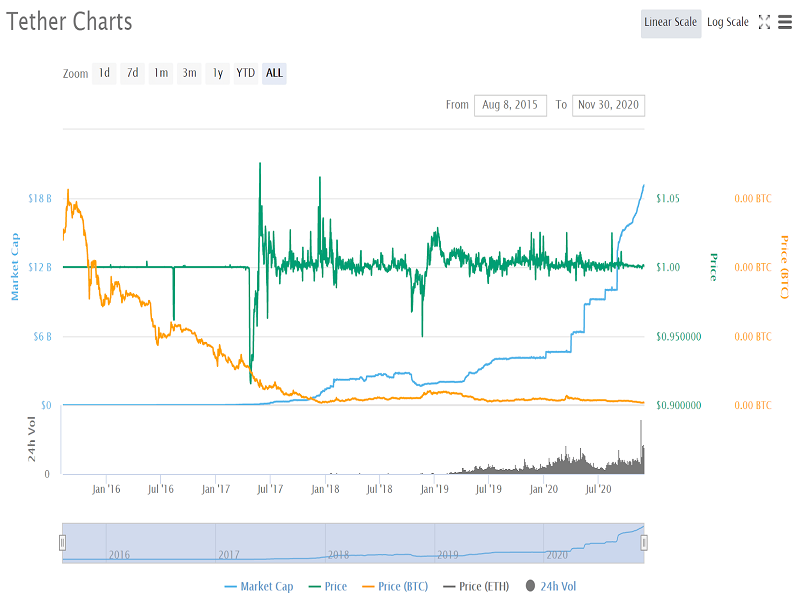 Tether Charts
Linear Scale Log Scale
Zoom 1d 7d 1m 3m 1y YTD ALL
From Aug 8, 2015 To Nov 30, 2020
$18 B $1.05 0.00 BTC
$12 B $1.00 0.00 BTC
$6 B $0.950000 0.00 BTC
$0 $0.900000 0.00 BTC
Market Cap
Price
Price (BTC)
24h Vol
0
Jan '16 Jul '16 Jan '17 Jul '17 Jan '18 Jul '18 Jan '19 Jul '19 Jan '20 Jul '20
2016 2017 2018 2019 2020
Market Cap Price Price (BTC) Price (ETH) 24h Vol